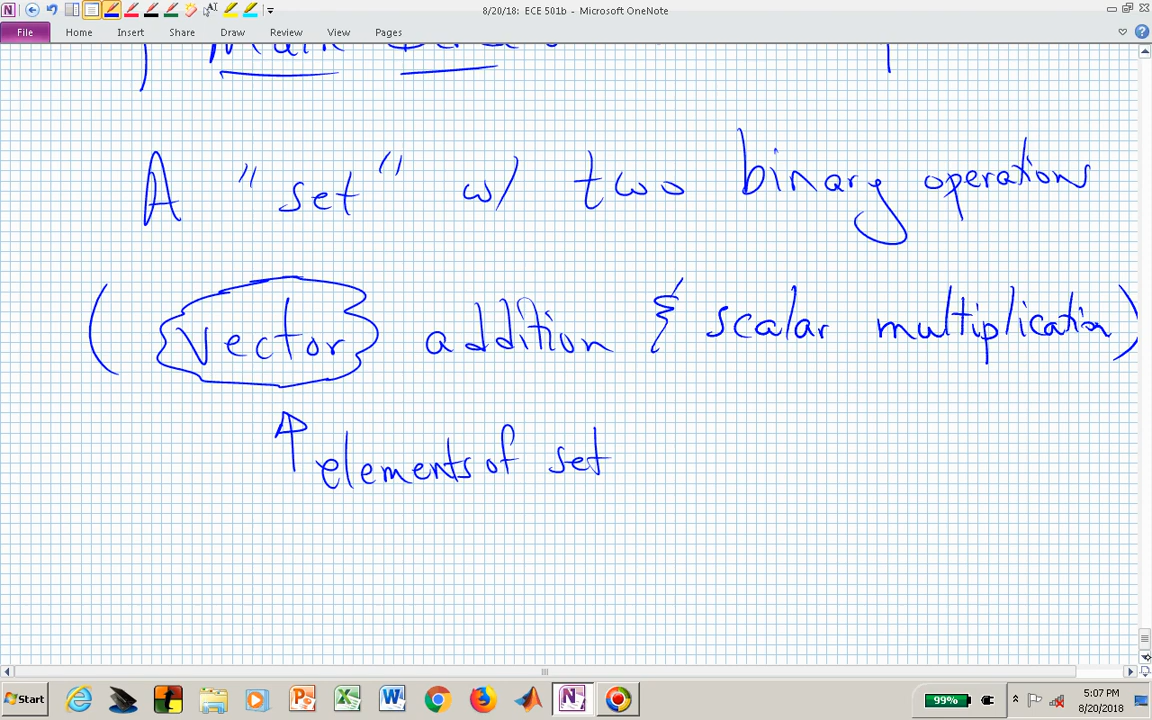 8/20/18: ECE 501b - Microsoft OneNote
File Home Insert Share Draw Review View Pages
Main
A "set" w/ two binary operations
( {vector} addition & scalar multiplication )
↑ elements of set
Start
99%
5:07 PM
8/20/2018